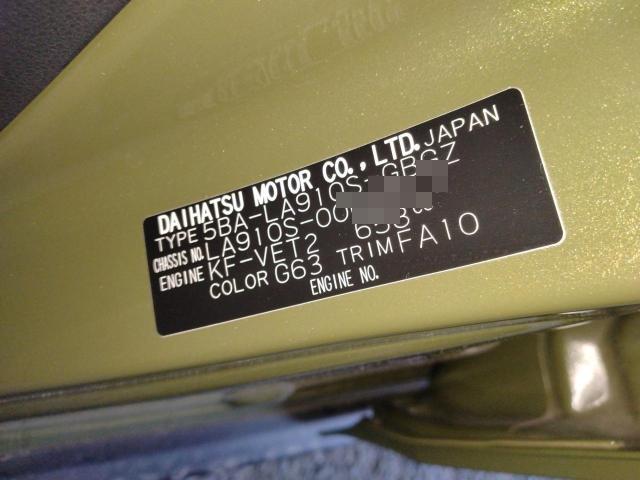 DAIHATSU MOTOR CO., LTD. JAPAN
TYPE 5BA-LA910S-GBGZ
CHASSIS NO. LA910S-00
ENGINE KF-VET2 658
COLOR G63 TRIM FA10
ENGINE NO.